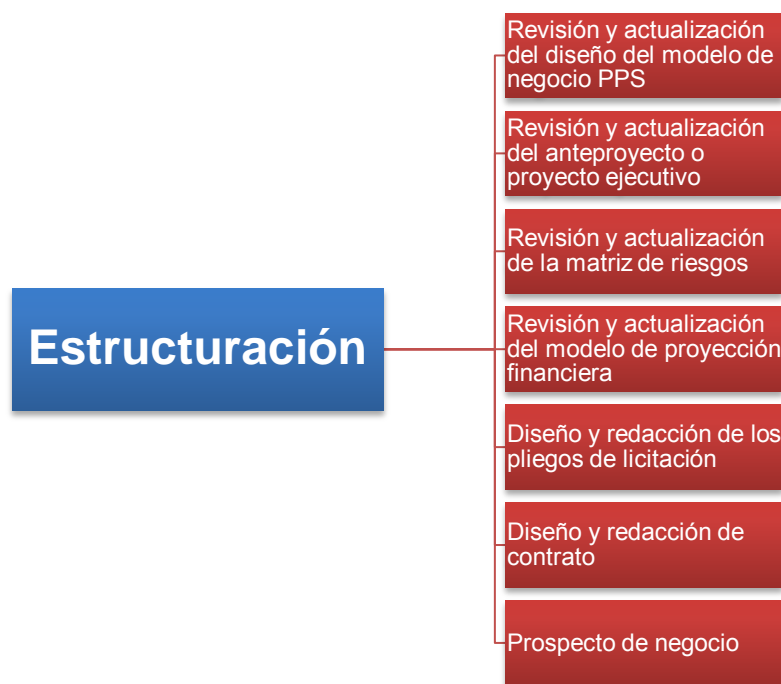 Revisión y actualización
del diseño del modelo de
negocio PPS
Revisión y actualización
del anteproyecto o
proyecto ejecutivo
Revisión y actualización
de la matriz de riesgos
Estructuración
Revisión y actualización
del modelo de proyección
financiera
Diseño y redacción de los
pliegos de licitación
Diseño y redacción de
contrato
Prospecto de negocio